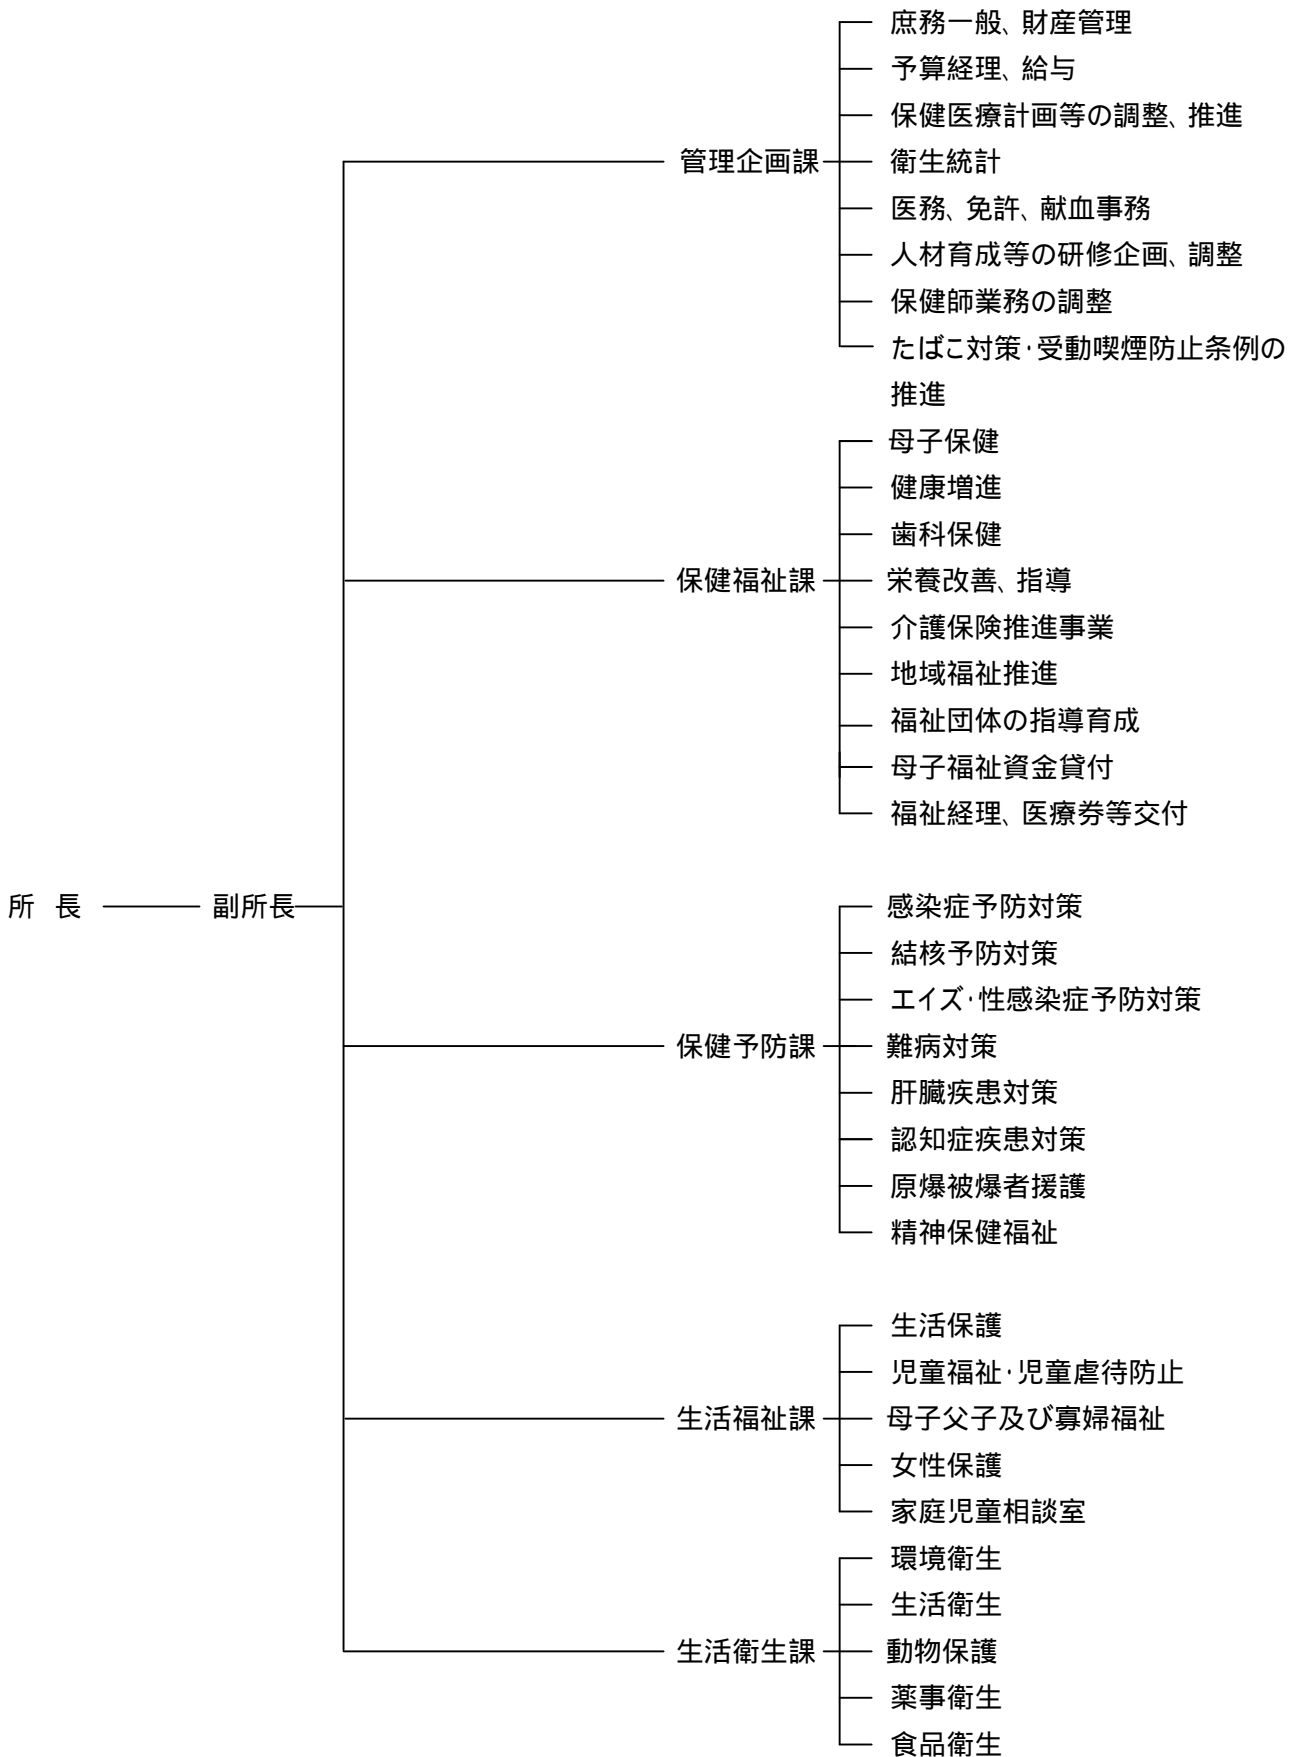 庶務一般、財産管理
予算経理、給与
保健医療計画等の調整、推進
管理企画課
衛生統計
医務、免許、献血事務
人材育成等の研修企画、調整
保健師業務の調整
たばこ対策・受動喫煙防止条例の
推進
母子保健
健康増進
歯科保健
保健福祉課
栄養改善、指導
介護保険推進事業
地域福祉推進
福祉団体の指導育成
母子福祉資金貸付
福祉経理、医療券等交付
所 長
副所長
感染症予防対策
結核予防対策
エイズ・性感染症予防対策
保健予防課
難病対策
肝臓疾患対策
認知症疾患対策
原爆被爆者援護
精神保健福祉
生活保護
児童福祉・児童虐待防止
生活福祉課
母子父子及び寡婦福祉
女性保護
家庭児童相談室
環境衛生
生活衛生
生活衛生課
動物保護
薬事衛生
食品衛生